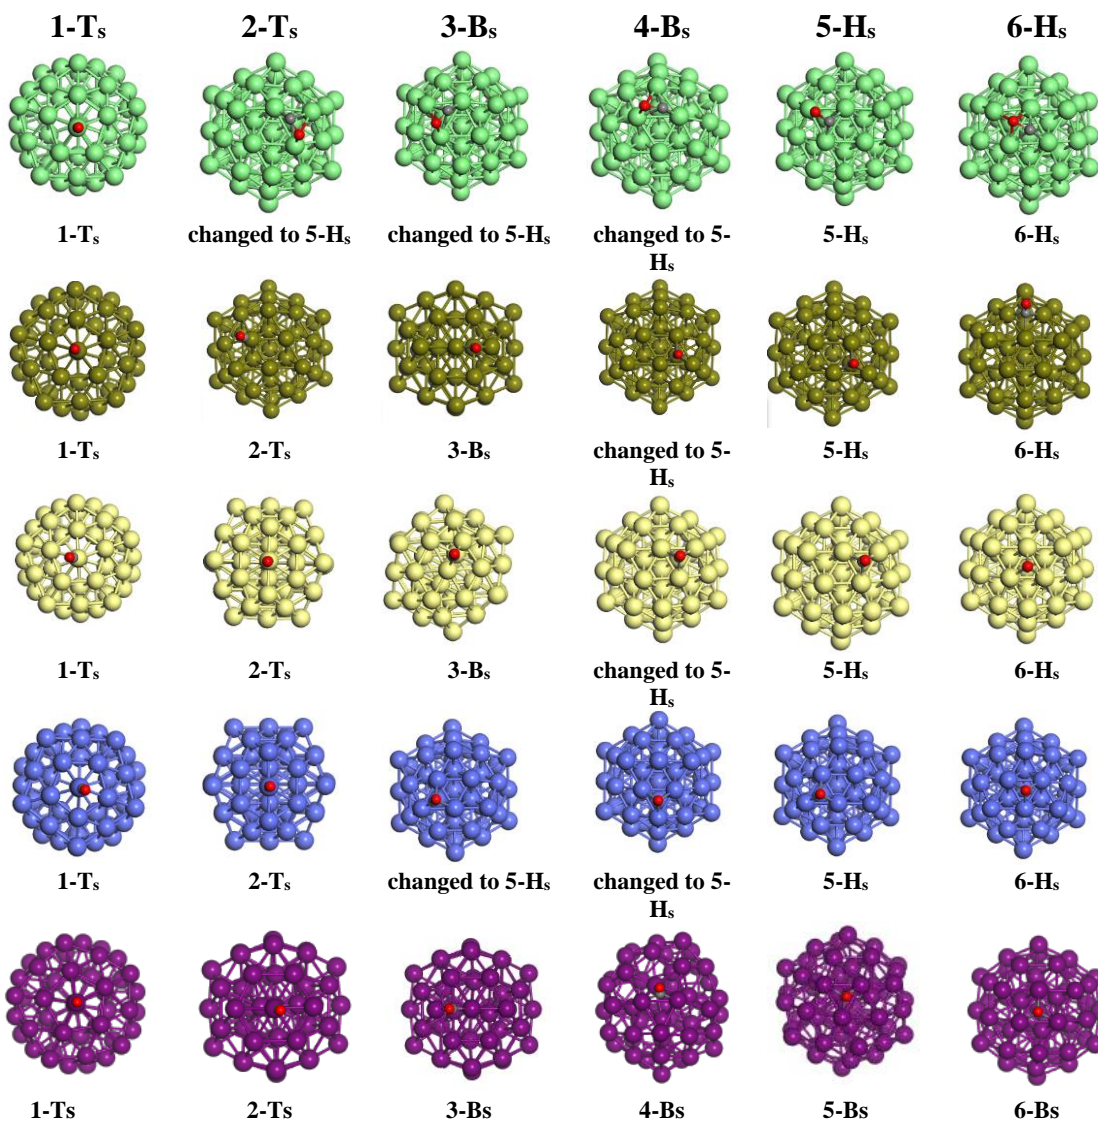 1-Ts 2-Ts 3-Bs 4-Bs 5-Hs 6-Hs
1-Ts changed to 5-Hs changed to 5-Hs changed to 5-Hs 5-Hs 6-Hs
1-Ts 2-Ts 3-Bs changed to 5-Hs 5-Hs 6-Hs
1-Ts 2-Ts 3-Bs changed to 5-Hs 5-Hs 6-Hs
1-Ts 2-Ts changed to 5-Hs changed to 5-Hs 5-Hs 6-Hs
1-Ts 2-Ts 3-Bs 4-Bs 5-Bs 6-Bs